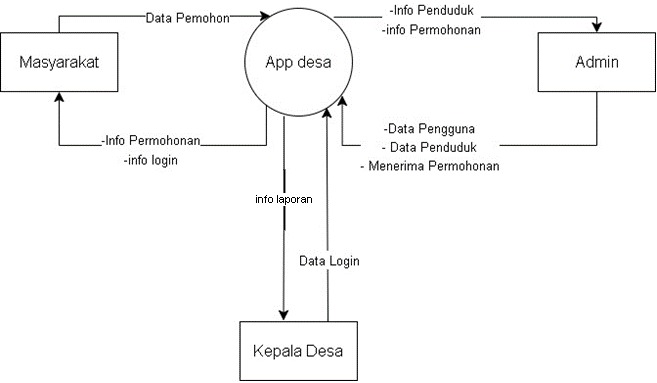 Data Pemohon
-Info Penduduk
-info Permohonan
Masyarakat
App desa
Admin
-Info Permohonan
-info login
-Data Pengguna
- Data Penduduk
- Menerima Permohonan
info laporan
Data Login
Kepala Desa